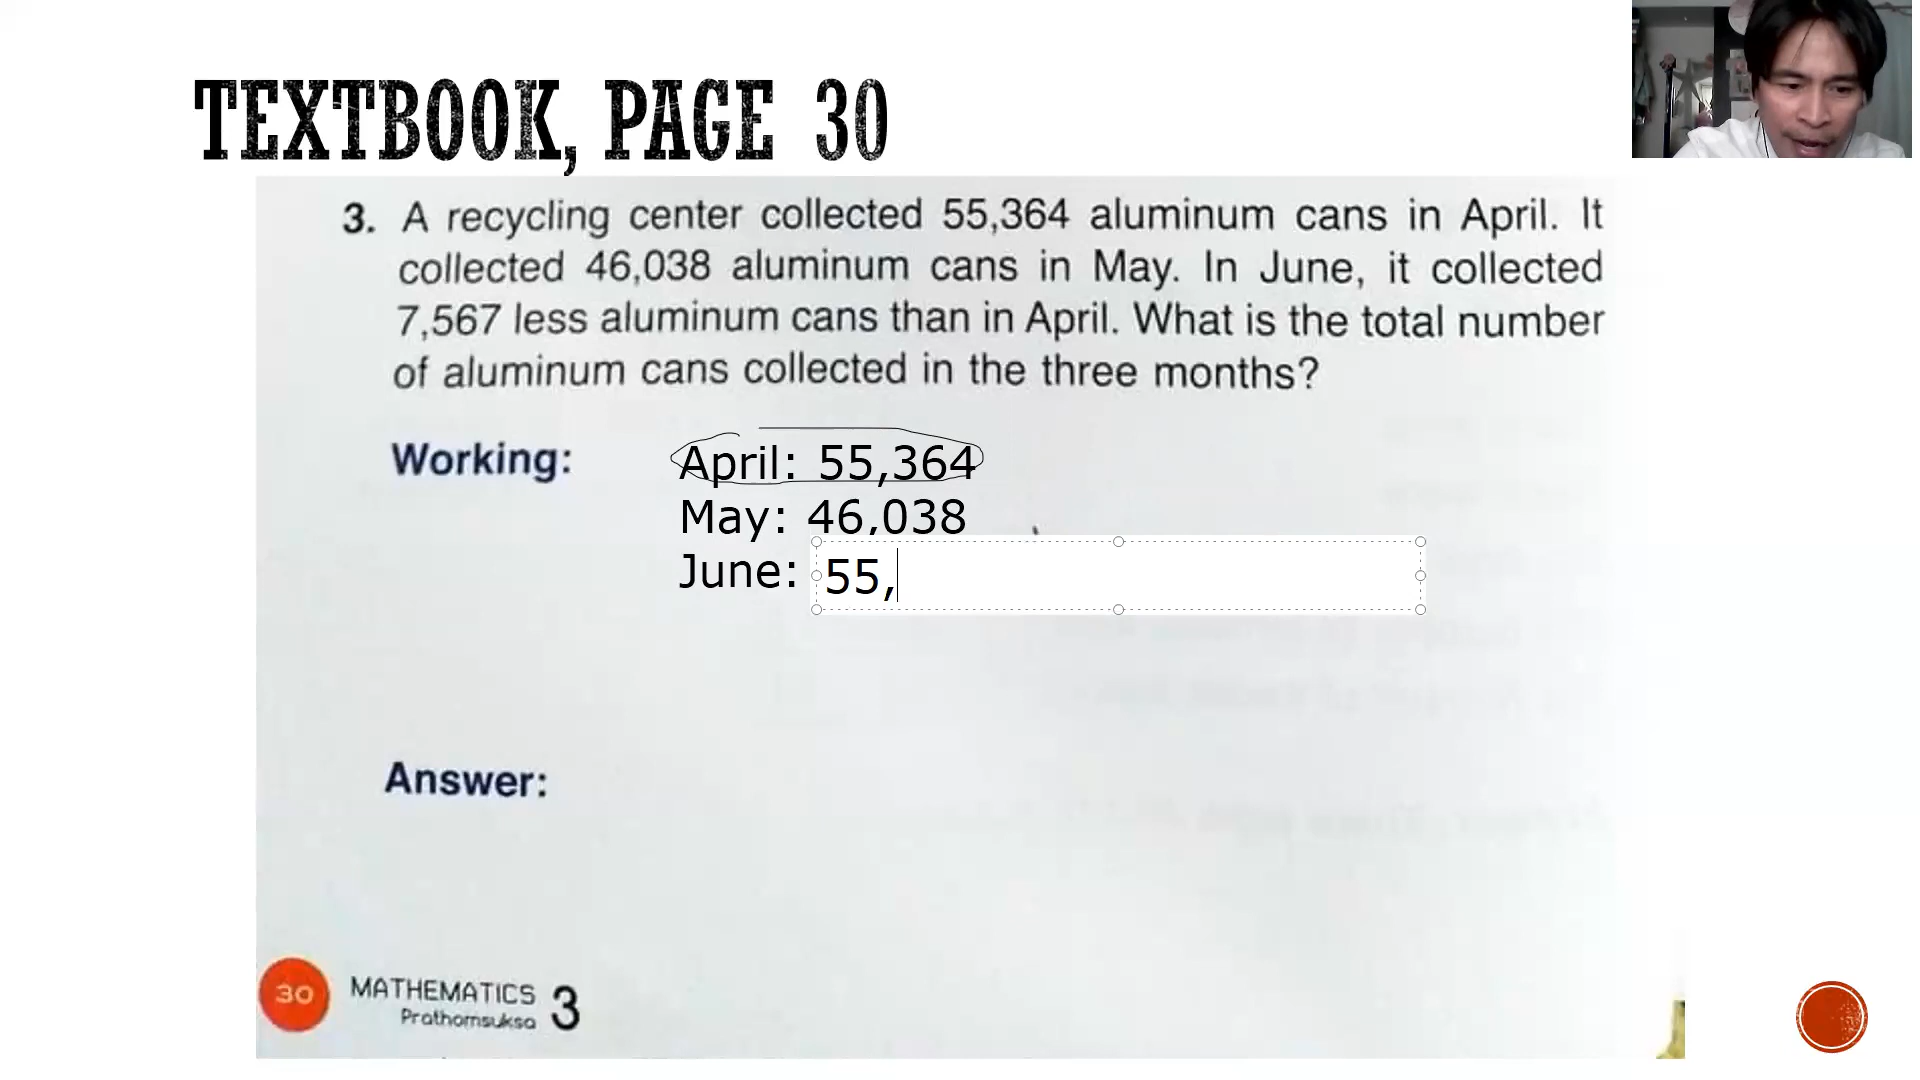 TEXTBOOK, PAGE 30
3. A recycling center collected 55,364 aluminum cans in April. It
collected 46,038 aluminum cans in May. In June, it collected
7,567 less aluminum cans than in April. What is the total number
of aluminum cans collected in the three months?
Working:
April: 55,364
May: 46,038
June: 55,
Answer:
30
MATHEMATICS 3
Prathomsuksa